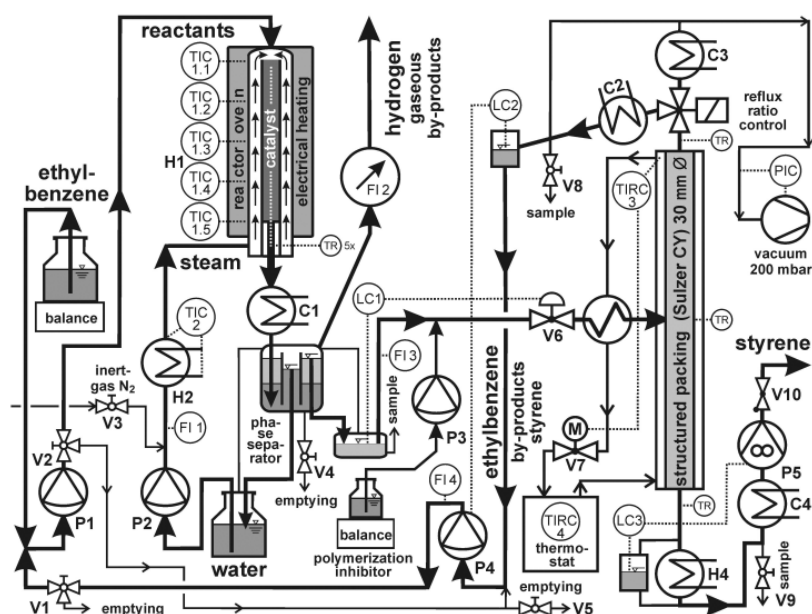 reactants
TIC
1.1
TIC
1.2
TIC
1.3
H1
TIC
1.4
TIC
1.5
reactor oven
catalyst
electrical heating
TR 5x
hydrogen
gaseous
by-products
FI 2
ethyl-
benzene
balance
steam
TIC
2
H2
inert-
gas N2
V3
FI 1
V2
P1
P2
C1
LC1
FI 3
sample
phase
sepa-
rator
V4
emptying
water
balance
polymerization
inhibitor
P3
FI 4
P4
V1
emptying
emptying
V5
LC2
C2
C3
reflux
ratio
control
TR
V8
sample
TIRC
3
PIC
vacuum
200 mbar
V6
ethylbenzene
by-products
styrene
structured packing (Sulzer CY) 30 mm Ø
TR
M
V7
TIRC
4
thermo-
stat
styrene
V10
P5
C4
TR
LC3
H4
sample
V9